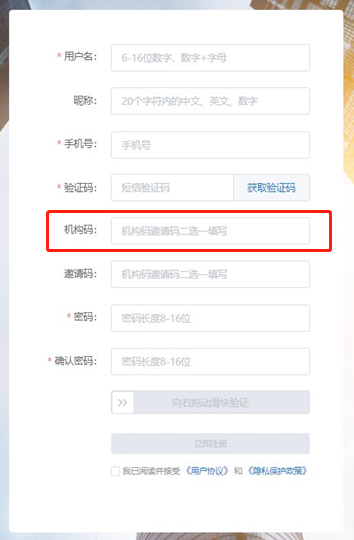 * 用户名： 6-16位数字，数字+字母
昵称： 20个字符内的中文、英文、数字
* 手机号： 手机号
* 验证码： 短信验证码 获取验证码
机构码： 机构码邀请码二选一填写
邀请码： 机构码邀请码二选一填写
* 密码： 密码长度8-16位
* 确认密码： 密码长度8-16位
>> 向右拖动滑块验证
立即注册
我已阅读并接受 《用户协议》 和 《隐私保护政策》